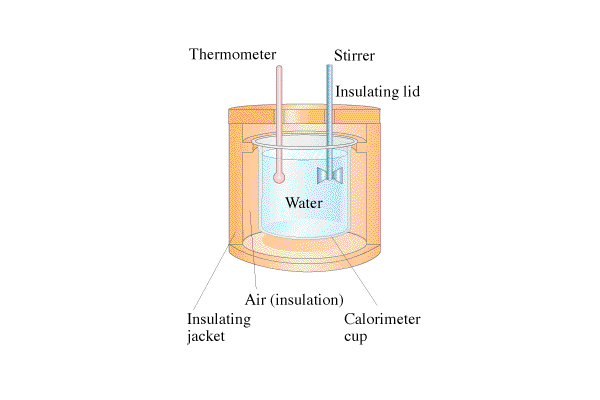 Thermometer
Stirrer
Insulating lid
Water
Air (insulation)
Insulating
jacket
Calorimeter
cup